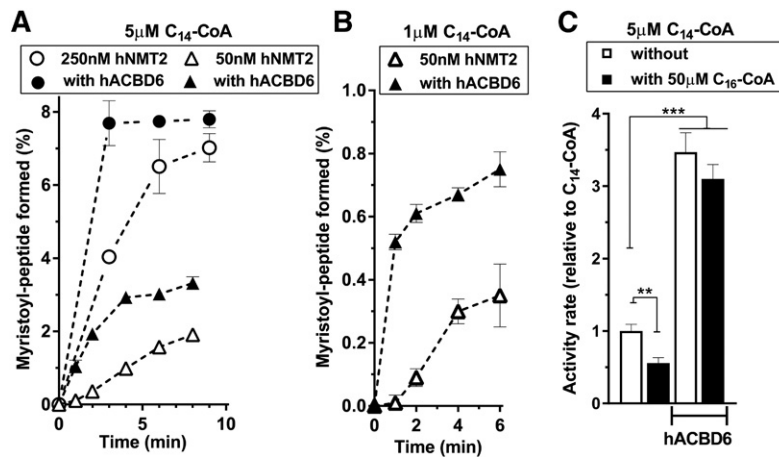 A
5μM C₁₄-CoA
250nM hNMT2
50nM hNMT2
with hACBD6
with hACBD6
Myristoyl-peptide formed (%)
8
6
4
2
0
0
5
10
Time (min)
B
1μM C₁₄-CoA
50nM hNMT2
with hACBD6
Myristoyl-peptide formed (%)
1.0
0.8
0.6
0.4
0.2
0.0
0
2
4
6
Time (min)
C
5μM C₁₄-CoA
without
with 50μM C₁₆-CoA
Activity rate (relative to C₁₄-CoA)
4
3
2
1
0
***
**
hACBD6